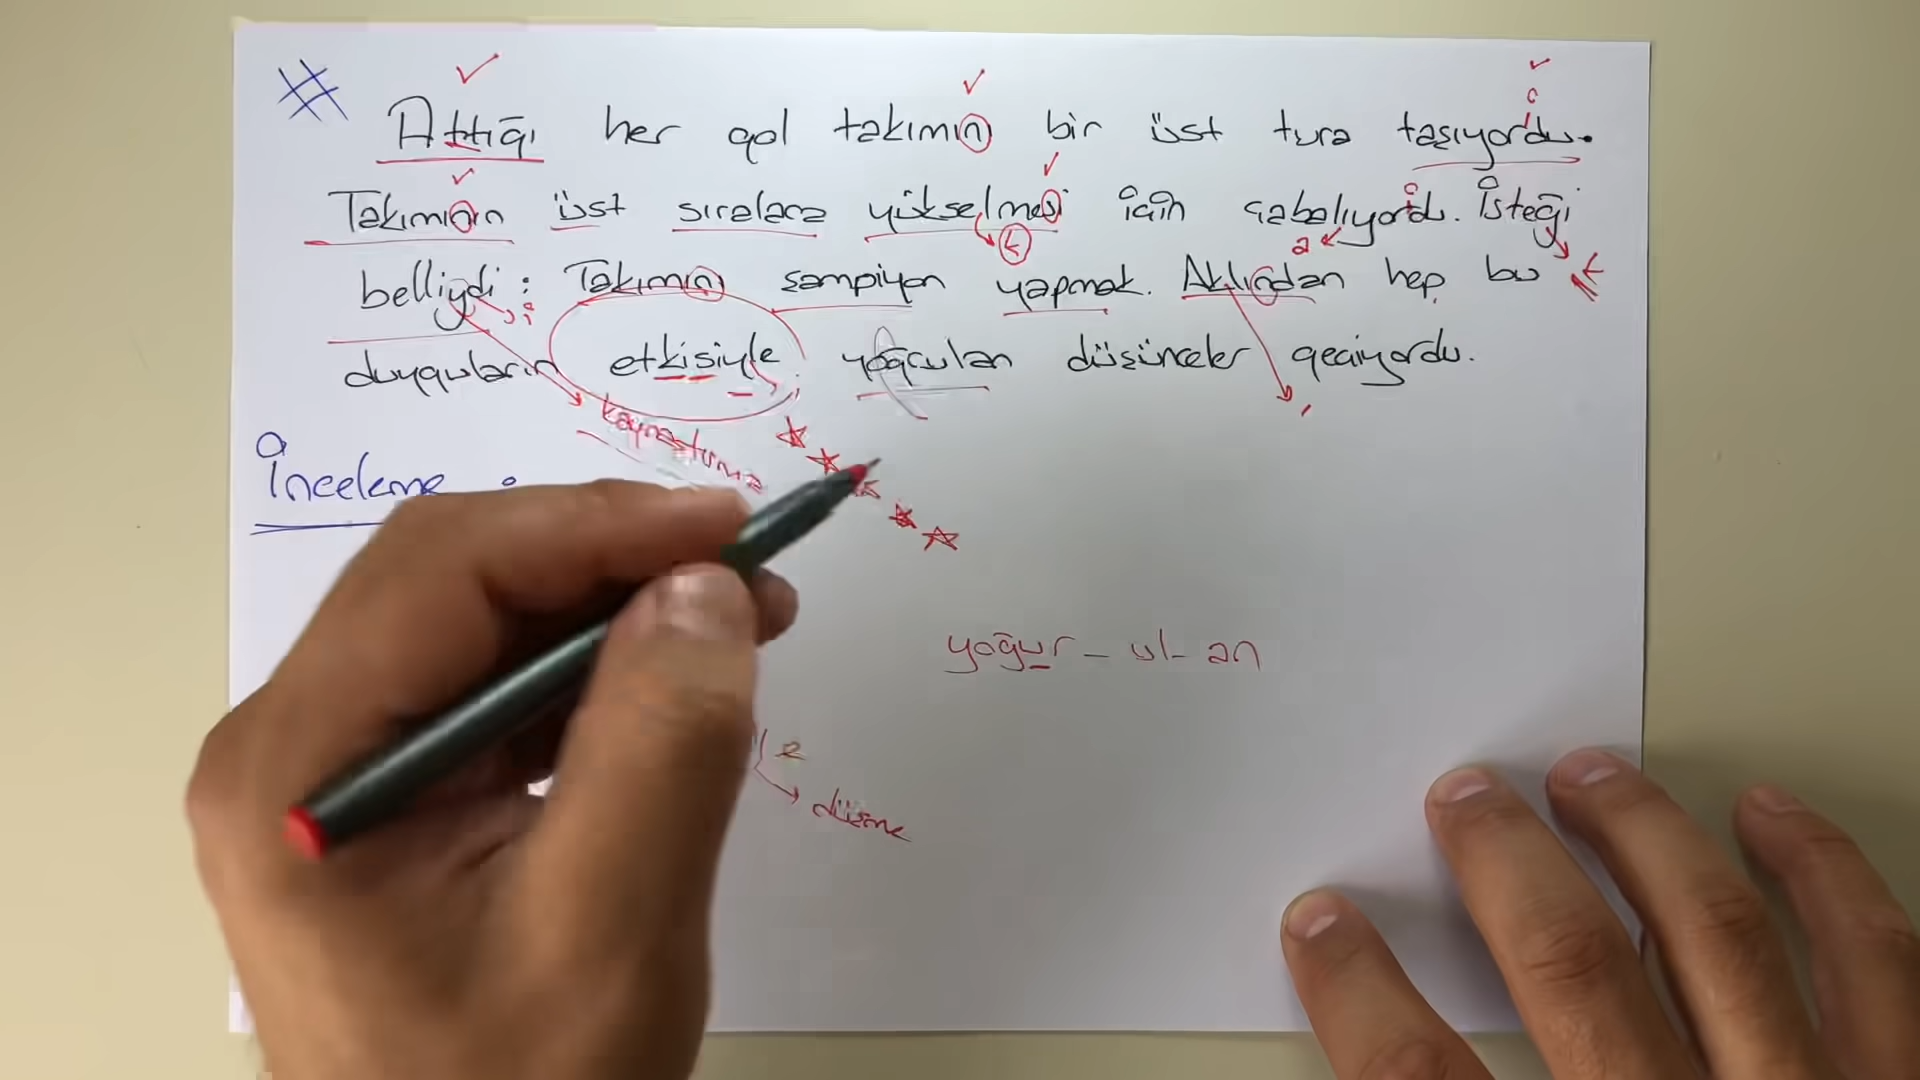 Attığı her gol takımını bir üst tura taşıyordu.
Takımının üst sıralara yükselmesi için çabalıyordu. İsteği
k
a
belliydi : Takımını şampiyon yapmak. Aklından hep bu
i
duyguların etkisiyle yoğrulan düşünceler geçiyordu.
kaynaştırma
İnceleme :
yoğur - ul - an
düşme